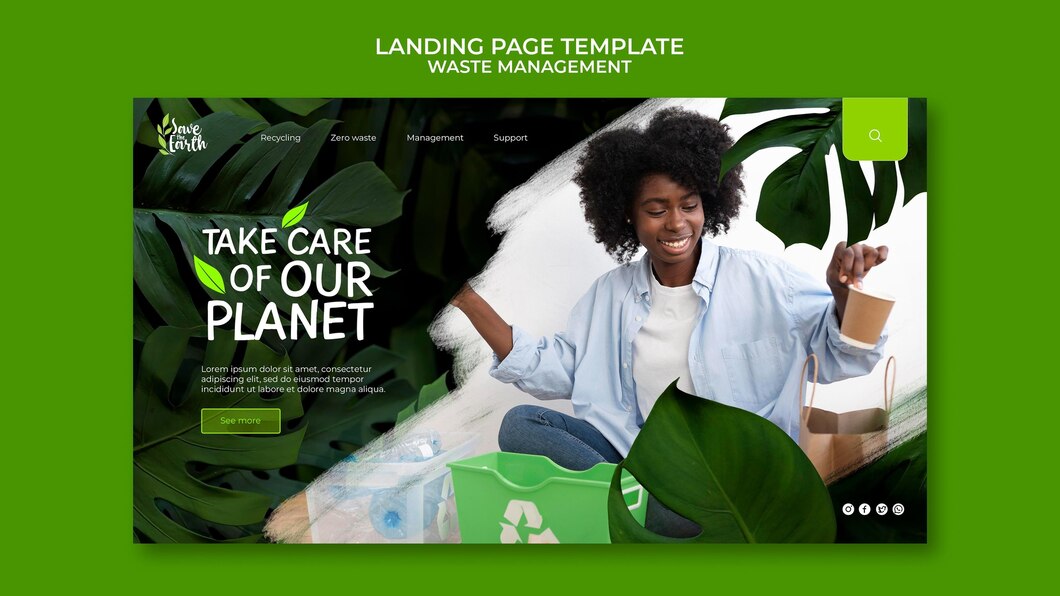 LANDING PAGE TEMPLATE
WASTE MANAGEMENT
Save
the
Earth
Recycling
Zero waste
Management
Support
TAKE CARE
OF OUR
PLANET
Lorem ipsum dolor sit amet, consectetur
adipiscing elit, sed do eiusmod tempor
incididunt ut labore et dolore magna aliqua.
See more